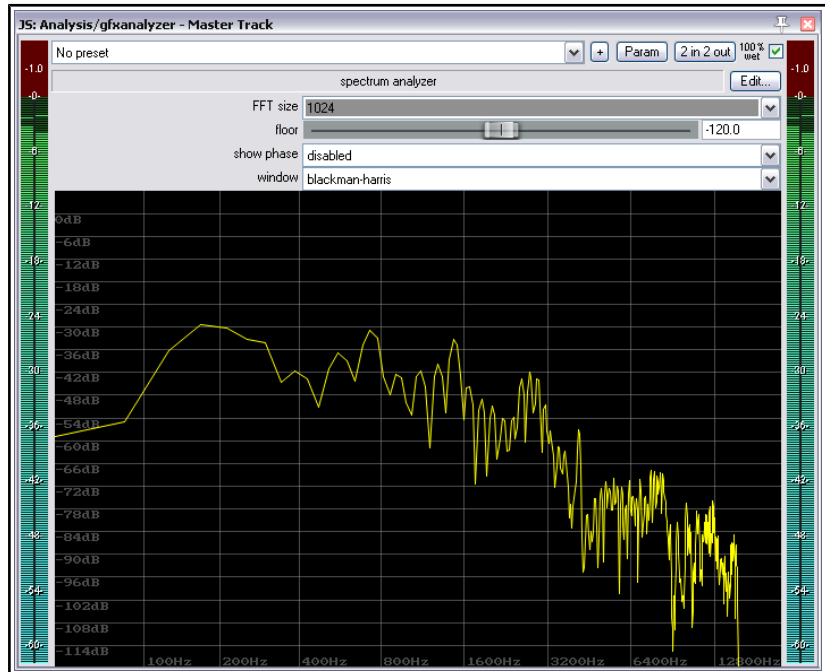 JS: Analysis/gfxanalyzer - Master Track
No preset + Param 2 in 2 out 100% wet
spectrum analyzer Edit...
FFT size 1024
floor -120.0
show phase disabled
window blackman-harris
-1.0 -1.0
-0- -0-
-6- -6-
-12- -12-
-18- -18-
-24- -24-
-30- -30-
-36- -36-
-42- -42-
-48- -48-
-54- -54-
-60- -60-
0dB
-6dB
-12dB
-18dB
-24dB
-30dB
-36dB
-42dB
-48dB
-54dB
-60dB
-66dB
-72dB
-78dB
-84dB
-90dB
-96dB
-102dB
-108dB
-114dB
100Hz 200Hz 400Hz 800Hz 1600Hz 3200Hz 6400Hz 12800Hz